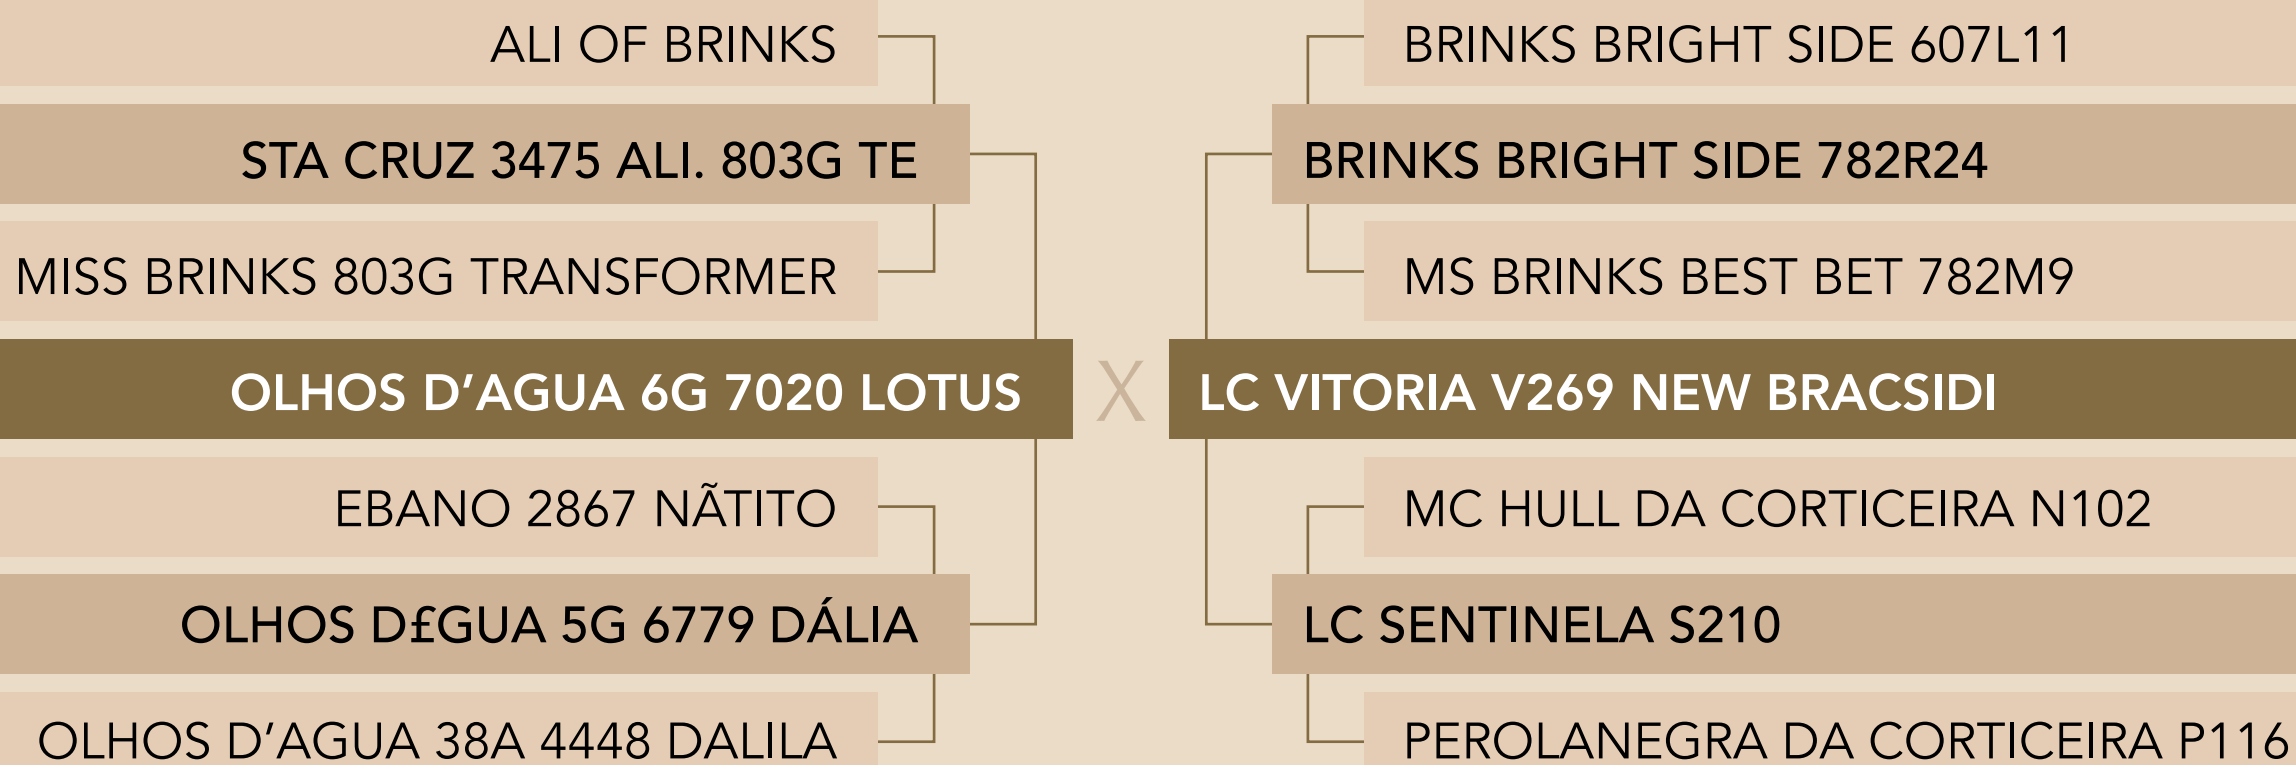 ALI OF BRINKS
STA CRUZ 3475 ALI. 803G TE
MISS BRINKS 803G TRANSFORMER
OLHOS D’AGUA 6G 7020 LOTUS
EBANO 2867 NÃTITO
OLHOS D£GUA 5G 6779 DÁLIA
OLHOS D’AGUA 38A 4448 DALILA
X
BRINKS BRIGHT SIDE 607L11
BRINKS BRIGHT SIDE 782R24
MS BRINKS BEST BET 782M9
LC VITORIA V269 NEW BRACSIDI
MC HULL DA CORTICEIRA N102
LC SENTINELA S210
PEROLANEGRA DA CORTICEIRA P116